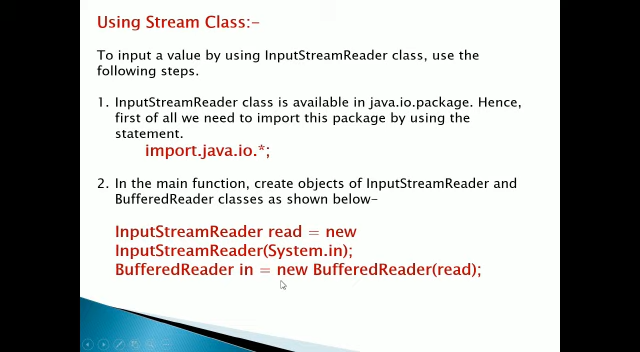 Using Stream Class:-
To input a value by using InputStreamReader class, use the
following steps.
1. InputStreamReader class is available in java.io.package. Hence,
first of all we need to import this package by using the
statement.
import.java.io.*;
2. In the main function, create objects of InputStreamReader and
BufferedReader classes as shown below-
InputStreamReader read = new
InputStreamReader(System.in);
BufferedReader in = new BufferedReader(read);